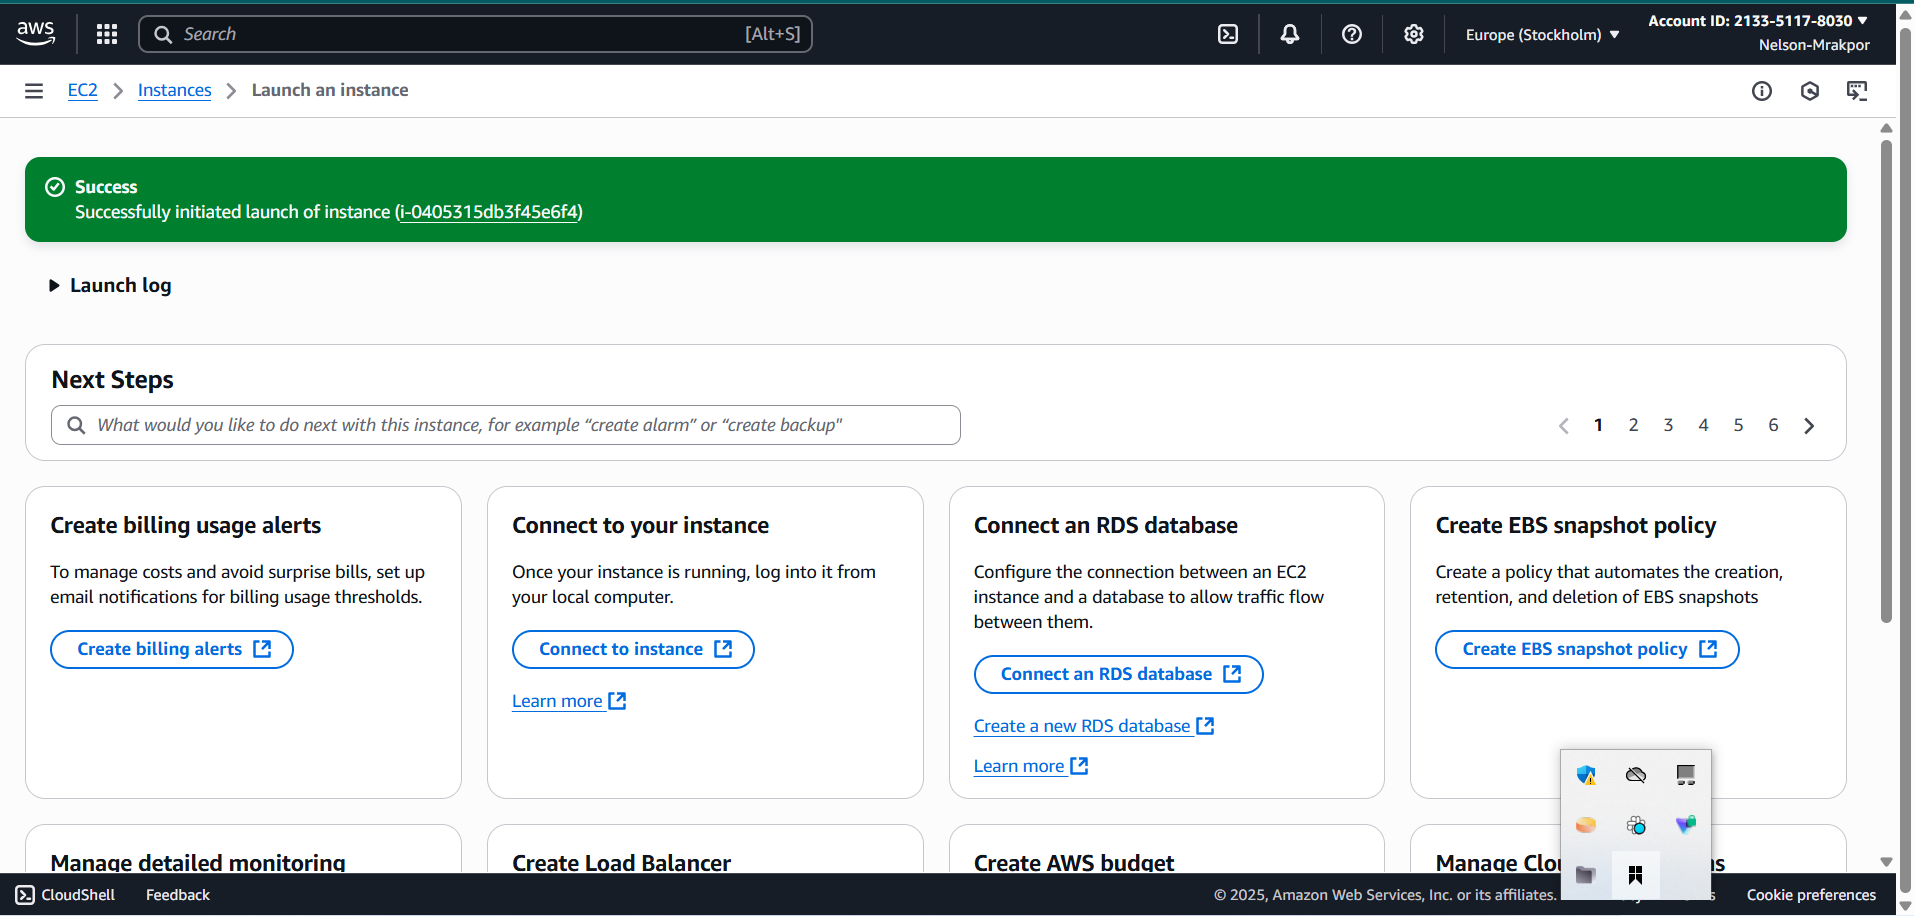 aws
Search
[Alt+S]
Europe (Stockholm)
Account ID: 2133-5117-8030
Nelson-Mrakpor
EC2
Instances
Launch an instance
Success
Successfully initiated launch of instance (i-0405315db3f45e6f4)
Launch log
Next Steps
What would you like to do next with this instance, for example “create alarm” or “create backup”
1 2 3 4 5 6
Create billing usage alerts
To manage costs and avoid surprise bills, set up
email notifications for billing usage thresholds.
Create billing alerts
Connect to your instance
Once your instance is running, log into it from
your local computer.
Connect to instance
Learn more
Connect an RDS database
Configure the connection between an EC2
instance and a database to allow traffic flow
between them.
Connect an RDS database
Create a new RDS database
Learn more
Create EBS snapshot policy
Create a policy that automates the creation,
retention, and deletion of EBS snapshots
Create EBS snapshot policy
Manage detailed monitoring
Create Load Balancer
Create AWS budget
Manage
CloudShell
Feedback
© 2025, Amazon Web Services, Inc. or its affiliates.
Cookie preferences